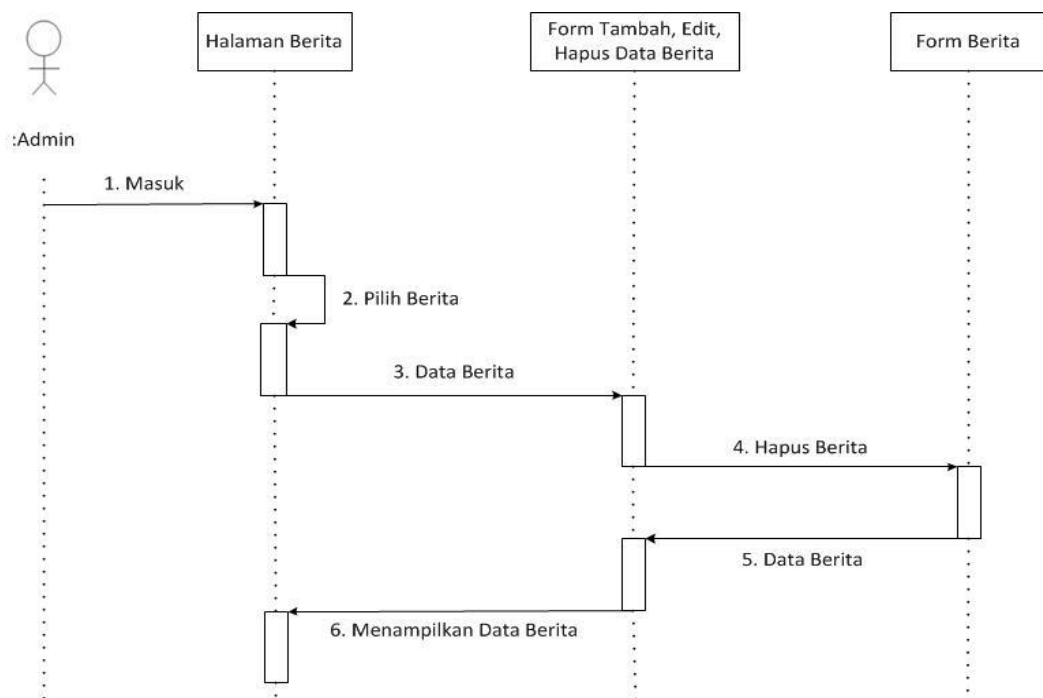 Halaman Berita
Form Tambah, Edit,
Hapus Data Berita
Form Berita
:Admin
1. Masuk
2. Pilih Berita
3. Data Berita
4. Hapus Berita
5. Data Berita
6. Menampilkan Data Berita